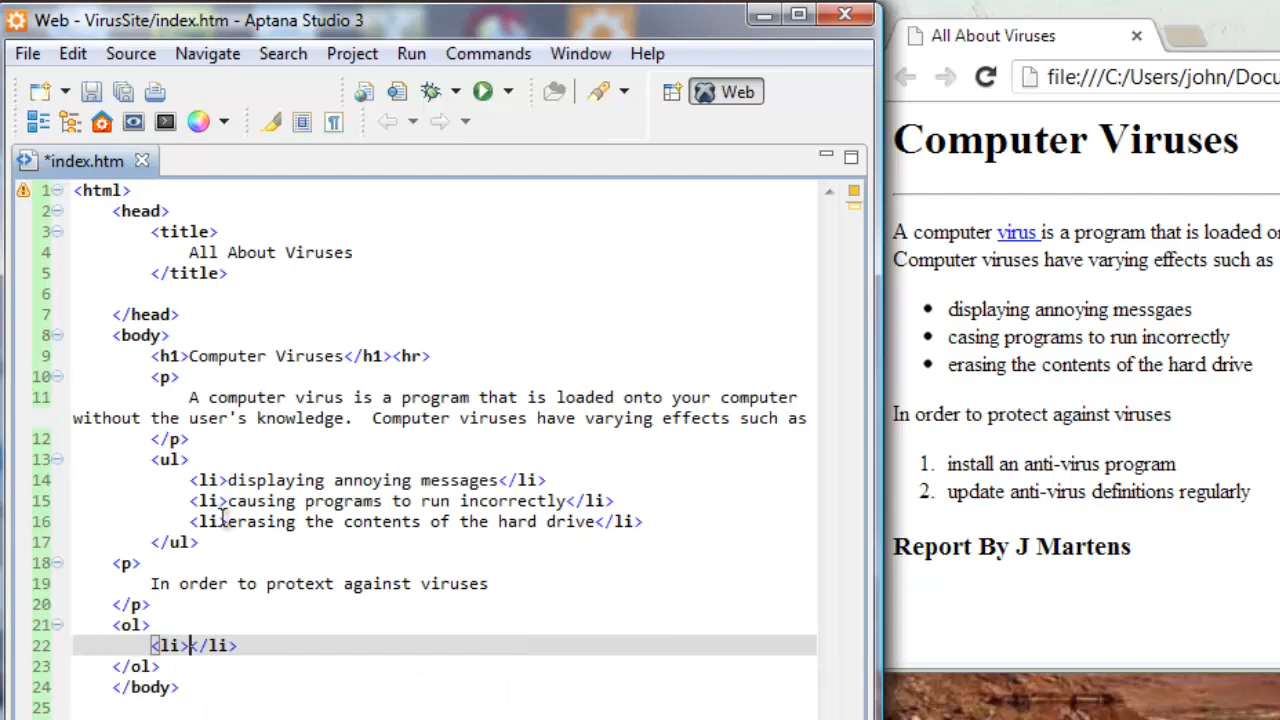 Web - VirusSite/index.htm - Aptana Studio 3
File Edit Source Navigate Search Project Run Commands Window Help
Web
*index.htm
1 <html>
2 <head>
3 <title>
4 All About Viruses
5 </title>
6
7 </head>
8 <body>
9 <h1>Computer Viruses</h1><hr>
10 <p>
11 A computer virus is a program that is loaded onto your computer
without the user's knowledge.  Computer viruses have varying effects such as
12 </p>
13 <ul>
14 <li>displaying annoying messages</li>
15 <li>causing programs to run incorrectly</li>
16 <li>erasing the contents of the hard drive</li>
17 </ul>
18 <p>
19 In order to protext against viruses
20 </p>
21 <ol>
22 <li></li>
23 </ol>
24 </body>
25
All About Viruses
file:///C:/Users/john/Docu
Computer Viruses
A computer virus is a program that is loaded
Computer viruses have varying effects such as
• displaying annoying messgaes
• casing programs to run incorrectly
• erasing the contents of the hard drive
In order to protect against viruses
1. install an anti-virus program
2. update anti-virus definitions regularly
Report By J Martens